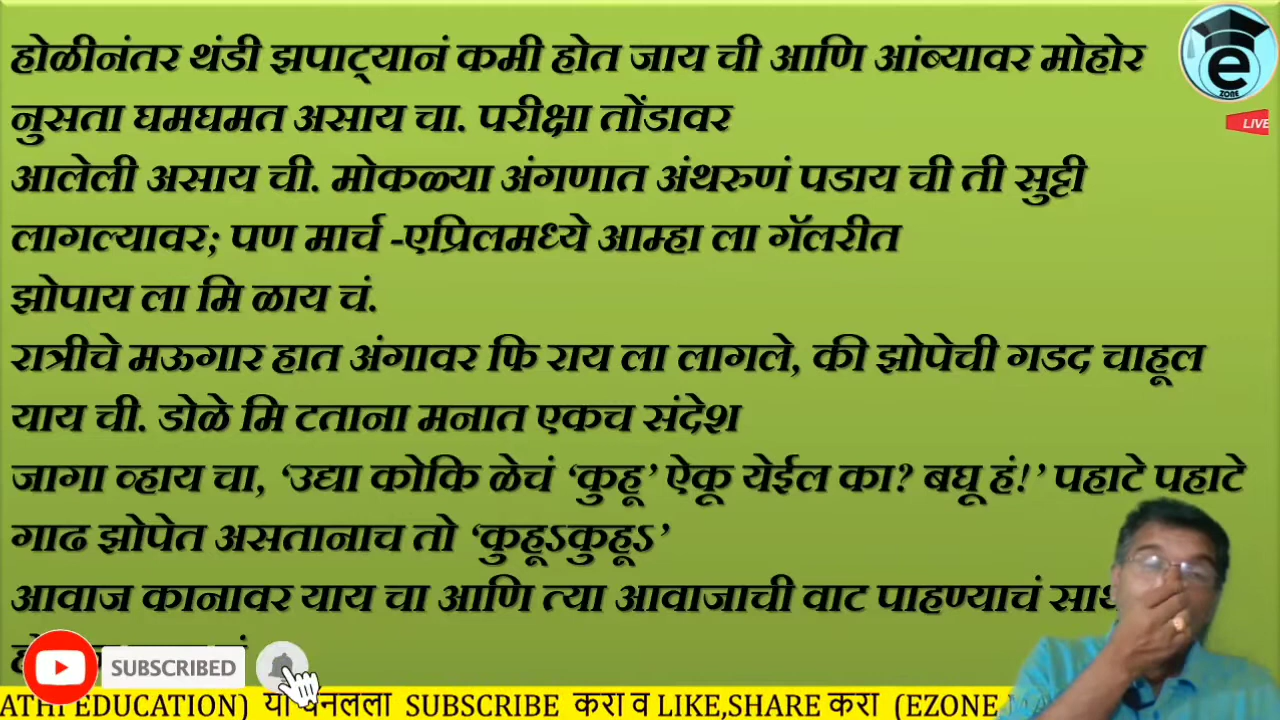 होळीनंतर थंडी झपाट्यानं कमी होत जाय ची आणि आंब्यावर मोहोर
नुसता घमघमत असाय चा. परीक्षा तोंडावर
आलेली असाय ची. मोकळ्या अंगणात अंथरुणं पडाय ची ती सुट्टी
लागल्यावर; पण मार्च -एप्रिलमध्ये आम्हा ला गॅलरीत
झोपाय ला मि ळाय चं.
रात्रीचे मऊगार हात अंगावर फि राय ला लागले, की झोपेची गडद चाहूल
याय ची. डोळे मि टताना मनात एकच संदेश
जागा व्हाय चा, ‘उद्या कोकि ळेचं ‘कुहू’ ऐकू येईल का? बघू हं!’ पहाटे पहाटे
गाढ झोपेत असतानाच तो ‘कुहूऽकुहूऽ’
आवाज कानावर याय चा आणि त्या आवाजाची वाट पाहण्याचं
e
ZONE
LIVE
SUBSCRIBED
EDUCATION) या SUBSCRIBE करा व LIKE,SHARE करा (EZONE